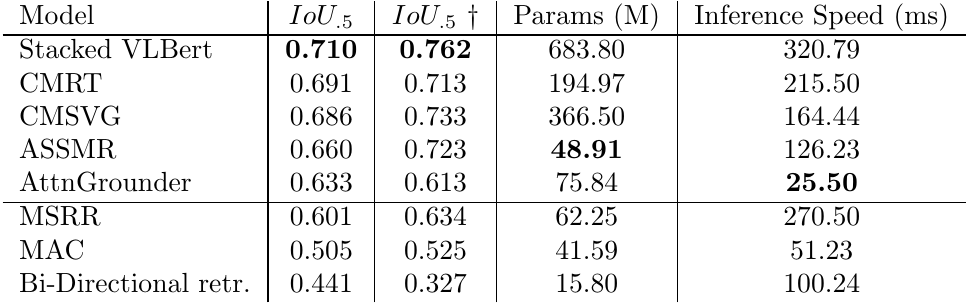 Model IoU.5 IoU.5 † Params (M) Inference Speed (ms)
Stacked VLBert 0.710 0.762 683.80 320.79
CMRT 0.691 0.713 194.97 215.50
CMSVG 0.686 0.733 366.50 164.44
ASSMR 0.660 0.723 48.91 126.23
AttnGrounder 0.633 0.613 75.84 25.50
MSRR 0.601 0.634 62.25 270.50
MAC 0.505 0.525 41.59 51.23
Bi-Directional retr. 0.441 0.327 15.80 100.24